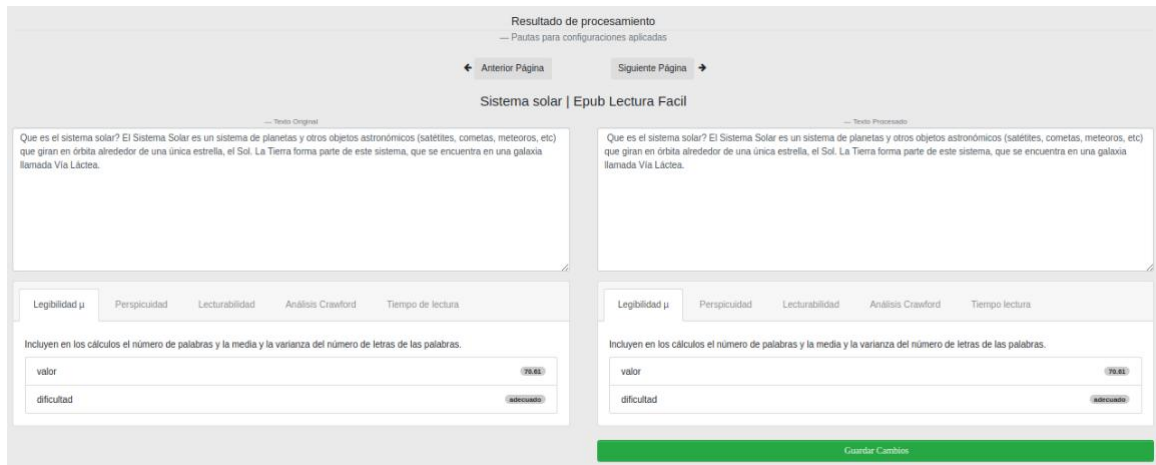 Resultado de procesamiento
— Pautas para configuraciones aplicadas
← Anterior Página
Siguiente Página →
Sistema solar | Epub Lectura Facil
— Texto Original
Que es el sistema solar? El Sistema Solar es un sistema de planetas y otros objetos astronómicos (satétites, cometas, meteoros, etc)
que giran en órbita alrededor de una única estrella, el Sol. La Tierra forma parte de este sistema, que se encuentra en una galaxia
llamada Vía Láctea.
Legibilidad μ
Perspicuidad
Lecturabilidad
Análisis Crawford
Tiempo de lectura
Incluyen en los cálculos el número de palabras y la media y la varianza del número de letras de las palabras.
valor 70.61
dificultad adecuado
— Texto Procesado
Que es el sistema solar? El Sistema Solar es un sistema de planetas y otros objetos astronómicos (satétites, cometas, meteoros, etc)
que giran en órbita alrededor de una única estrella, el Sol. La Tierra forma parte de este sistema, que se encuentra en una galaxia
llamada Vía Láctea.
Legibilidad μ
Perspicuidad
Lecturabilidad
Análisis Crawford
Tiempo lectura
Incluyen en los cálculos el número de palabras y la media y la varianza del número de letras de las palabras.
valor 70.61
dificultad adecuado
Guardar Cambios